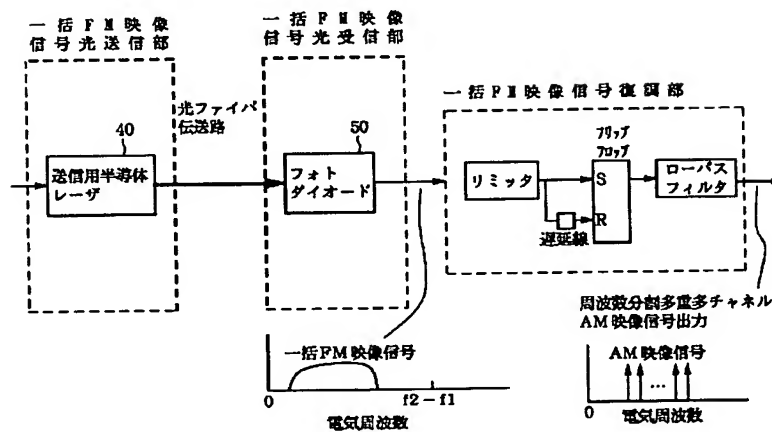 一括FM映像
信号光送信部
40
送信用半導体
レーザ
光ファイバ
伝送路
一括FM映像
信号光受信部
50
フォト
ダイオード
一括FM映像信号復調部
リミッタ
フリップ
フロップ
S
R
遅延線
ローパス
フィルタ
一括FM映像信号
0
f2-f1
電気周波数
周波数分割多重多チャネル
AM映像信号出力
AM映像信号
...
0
電気周波数